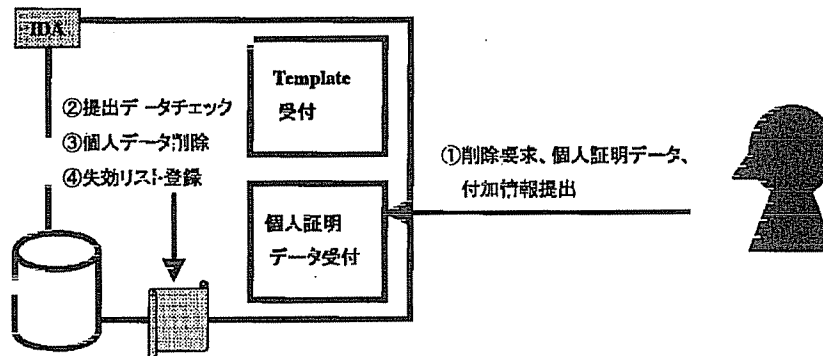 IDA
Template
受付
②提出データチェック
③個人データ削除
④失効リスト登録
①削除要求、個人証明データ、
付加情報提出
個人証明
データ受付